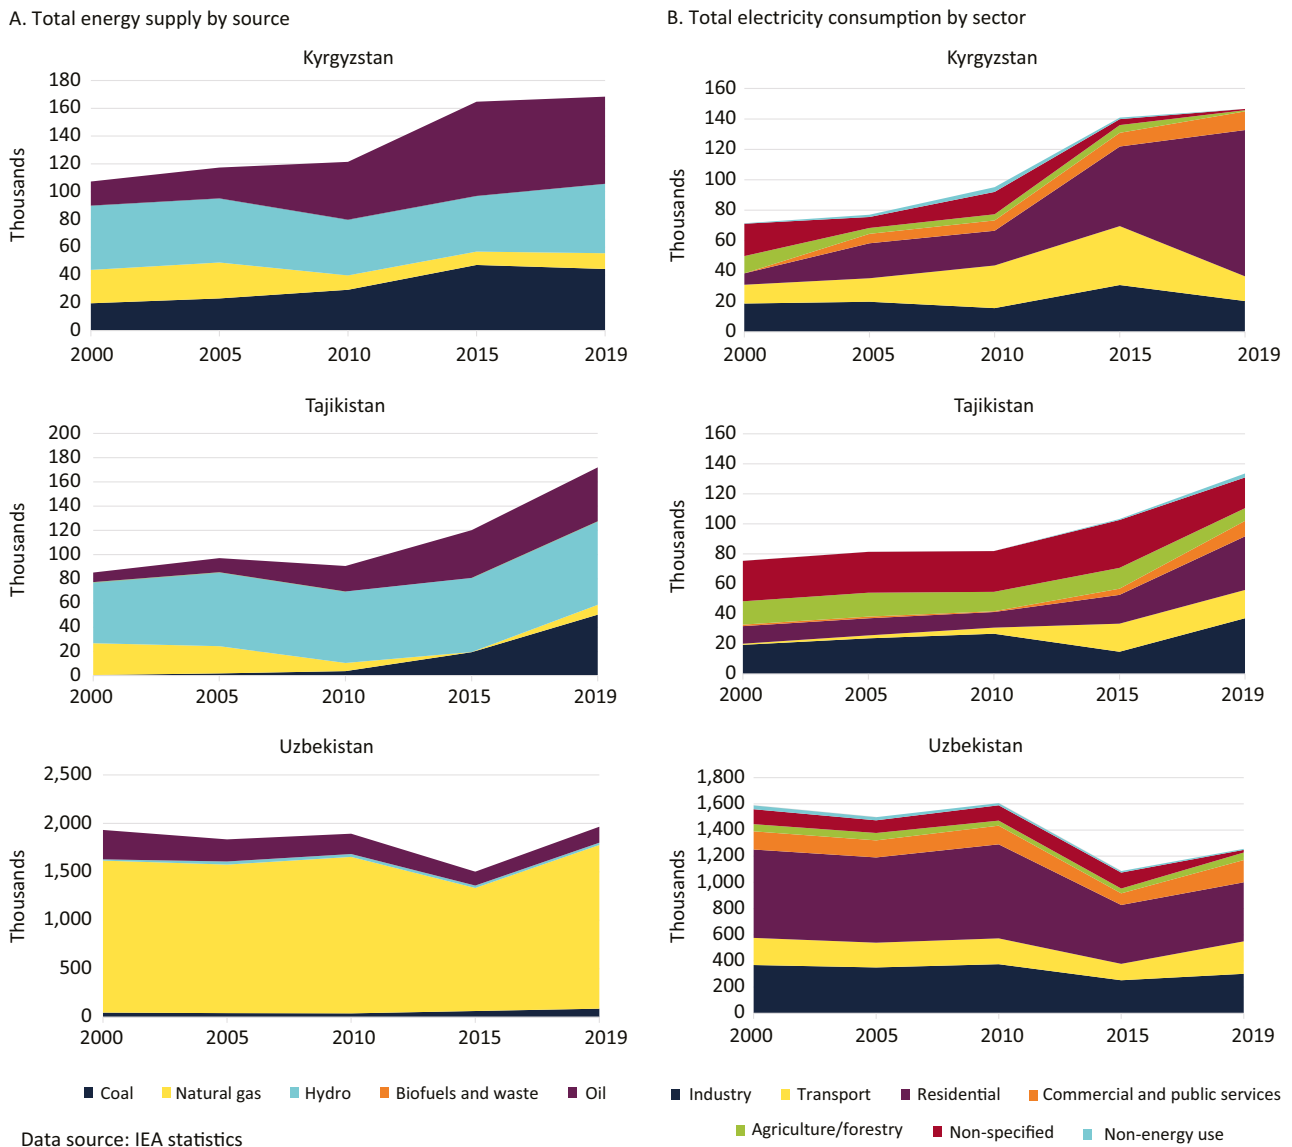 A. Total energy supply by source
Kyrgyzstan
Thousands
180
160
140
120
100
80
60
40
20
0
2000 2005 2010 2015 2019
Tajikistan
Thousands
200
180
160
140
120
100
80
60
40
20
0
2000 2005 2010 2015 2019
Uzbekistan
Thousands
2,500
2,000
1,500
1,000
500
0
2000 2005 2010 2015 2019
Coal Natural gas Hydro Biofuels and waste Oil
B. Total electricity consumption by sector
Kyrgyzstan
Thousands
160
140
120
100
80
60
40
20
0
2000 2005 2010 2015 2019
Tajikistan
Thousands
160
140
120
100
80
60
40
20
0
2000 2005 2010 2015 2019
Uzbekistan
Thousands
1,800
1,600
1,400
1,200
1,000
800
600
400
200
0
2000 2005 2010 2015 2019
Industry Transport Residential Commercial and public services
Agriculture/forestry Non-specified Non-energy use
Data source: IEA statistics